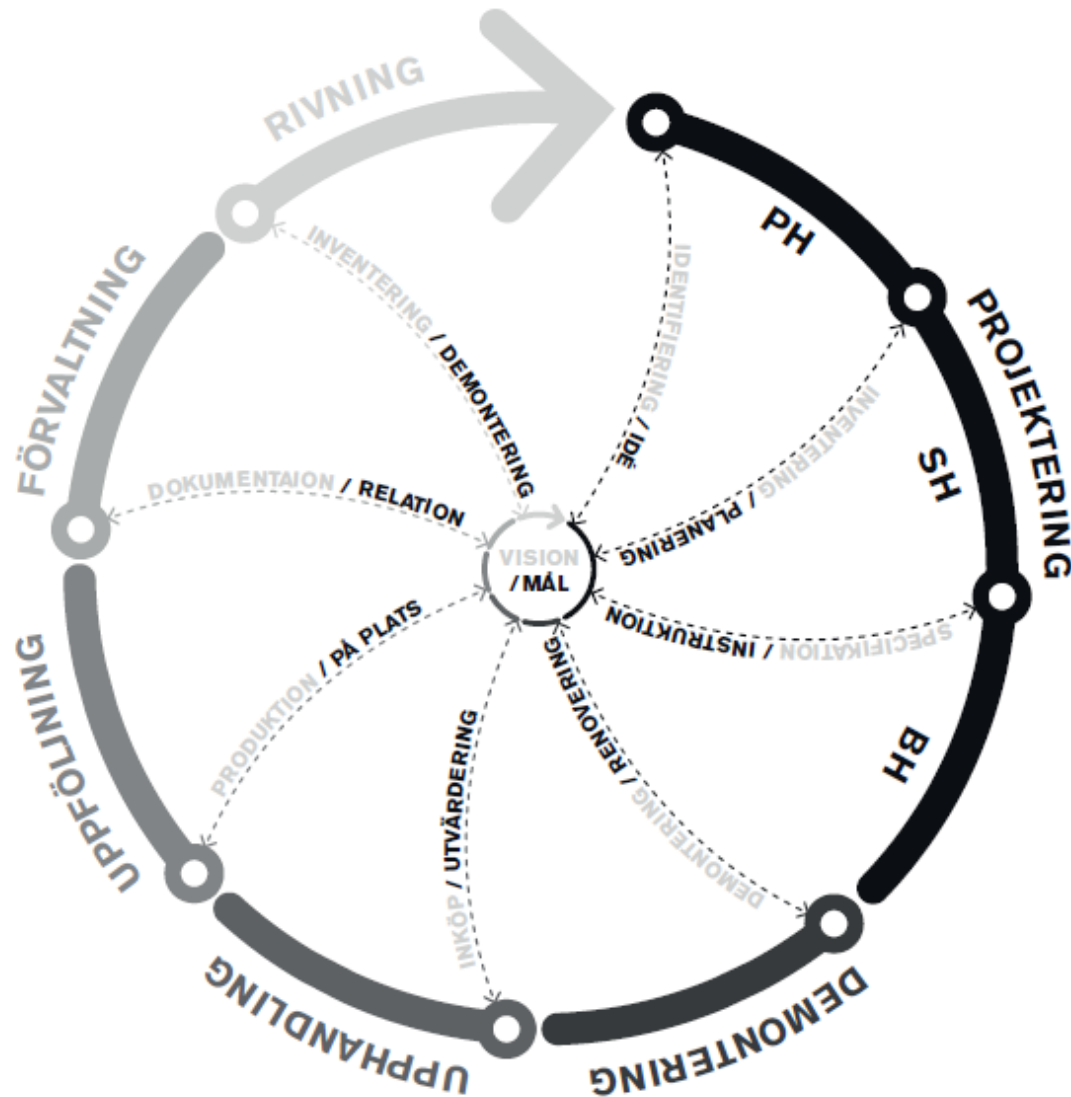 RIVNING
PH
PROJEKTERING
SH
BH
DEMONTERING
UPPHANDLING
UPPFÖLJNING
FÖRVALTNING
IDENTIFIERING / IDÉ
INVENTERING / PLANERING
SPECIFIKATION / INSTRUKTION
DEMONTERING / RENOVERING
INKÖP / UTVÄRDERING
PRODUKTION / PÅ PLATS
DOKUMENTAION / RELATION
INVENTERING / DEMONTERING
VISION
/ MÅL